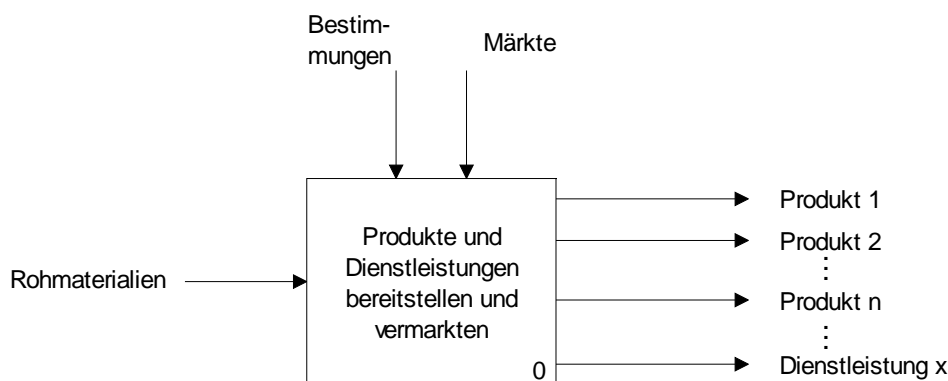 Bestim-
mungen
Märkte
Produkte und
Dienstleistungen
bereitstellen und
vermarkten
0
Rohmaterialien
Produkt 1
Produkt 2
Produkt n
Dienstleistung x